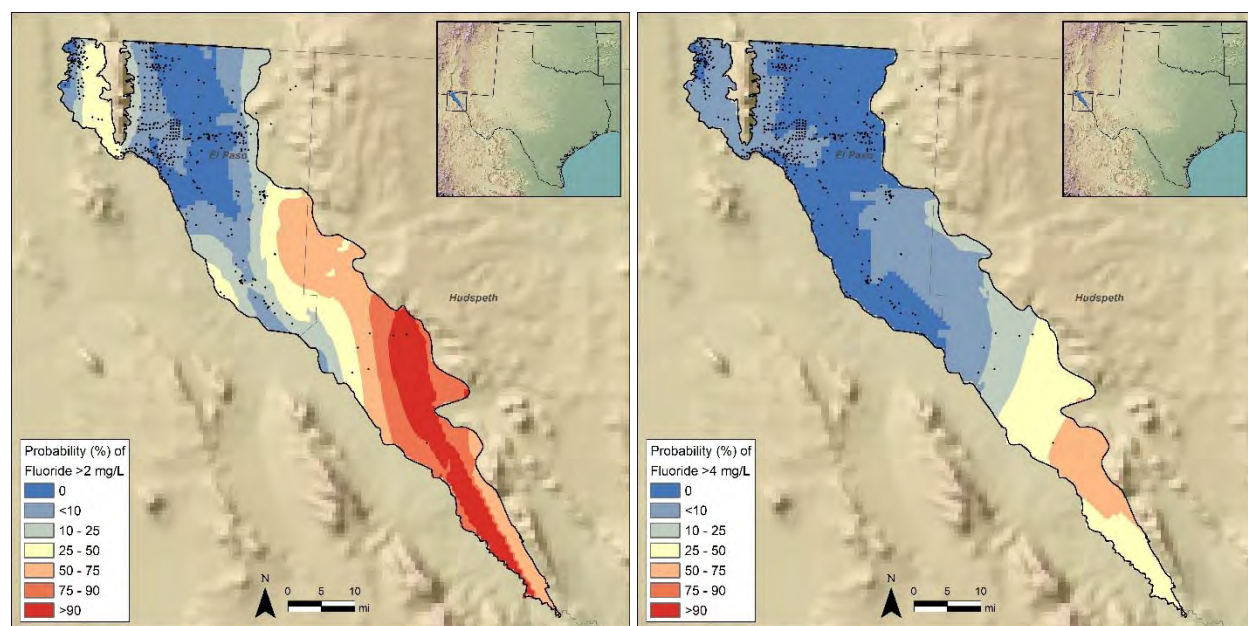 El Paso
Hudspeth
Probability (%) of
Fluoride >2 mg/L
0
<10
10 - 25
25 - 50
50 - 75
75 - 90
>90
N
0 5 10
mi
El Paso
Hudspeth
Probability (%) of
Fluoride >4 mg/L
0
<10
10 - 25
25 - 50
50 - 75
75 - 90
>90
N
0 5 10
mi